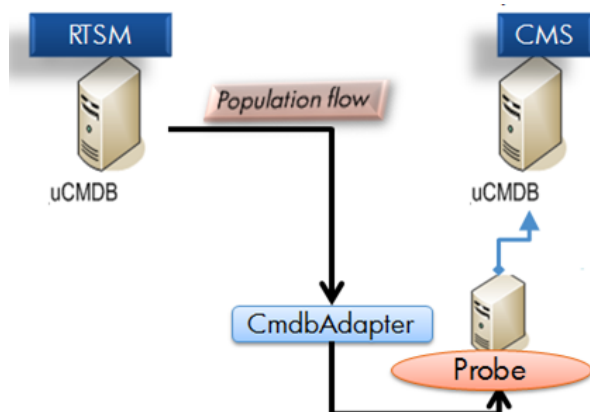 RTSM
CMS
Population flow
uCMDB
uCMDB
CmdbAdapter
Probe